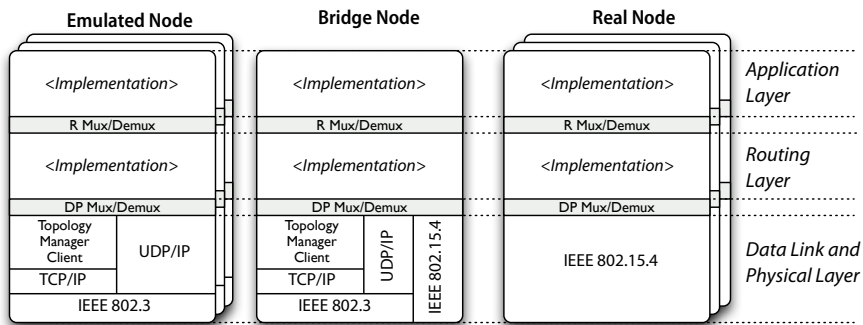 Emulated Node
Bridge Node
Real Node
<Implementation>
<Implementation>
<Implementation>
Application
Layer
R Mux/Demux
R Mux/Demux
R Mux/Demux
<Implementation>
<Implementation>
<Implementation>
Routing
Layer
DP Mux/Demux
DP Mux/Demux
DP Mux/Demux
Topology
Manager
Client
UDP/IP
TCP/IP
IEEE 802.3
Topology
Manager
Client
UDP/IP
TCP/IP
IEEE 802.3
IEEE 802.15.4
IEEE 802.15.4
Data Link and
Physical Layer